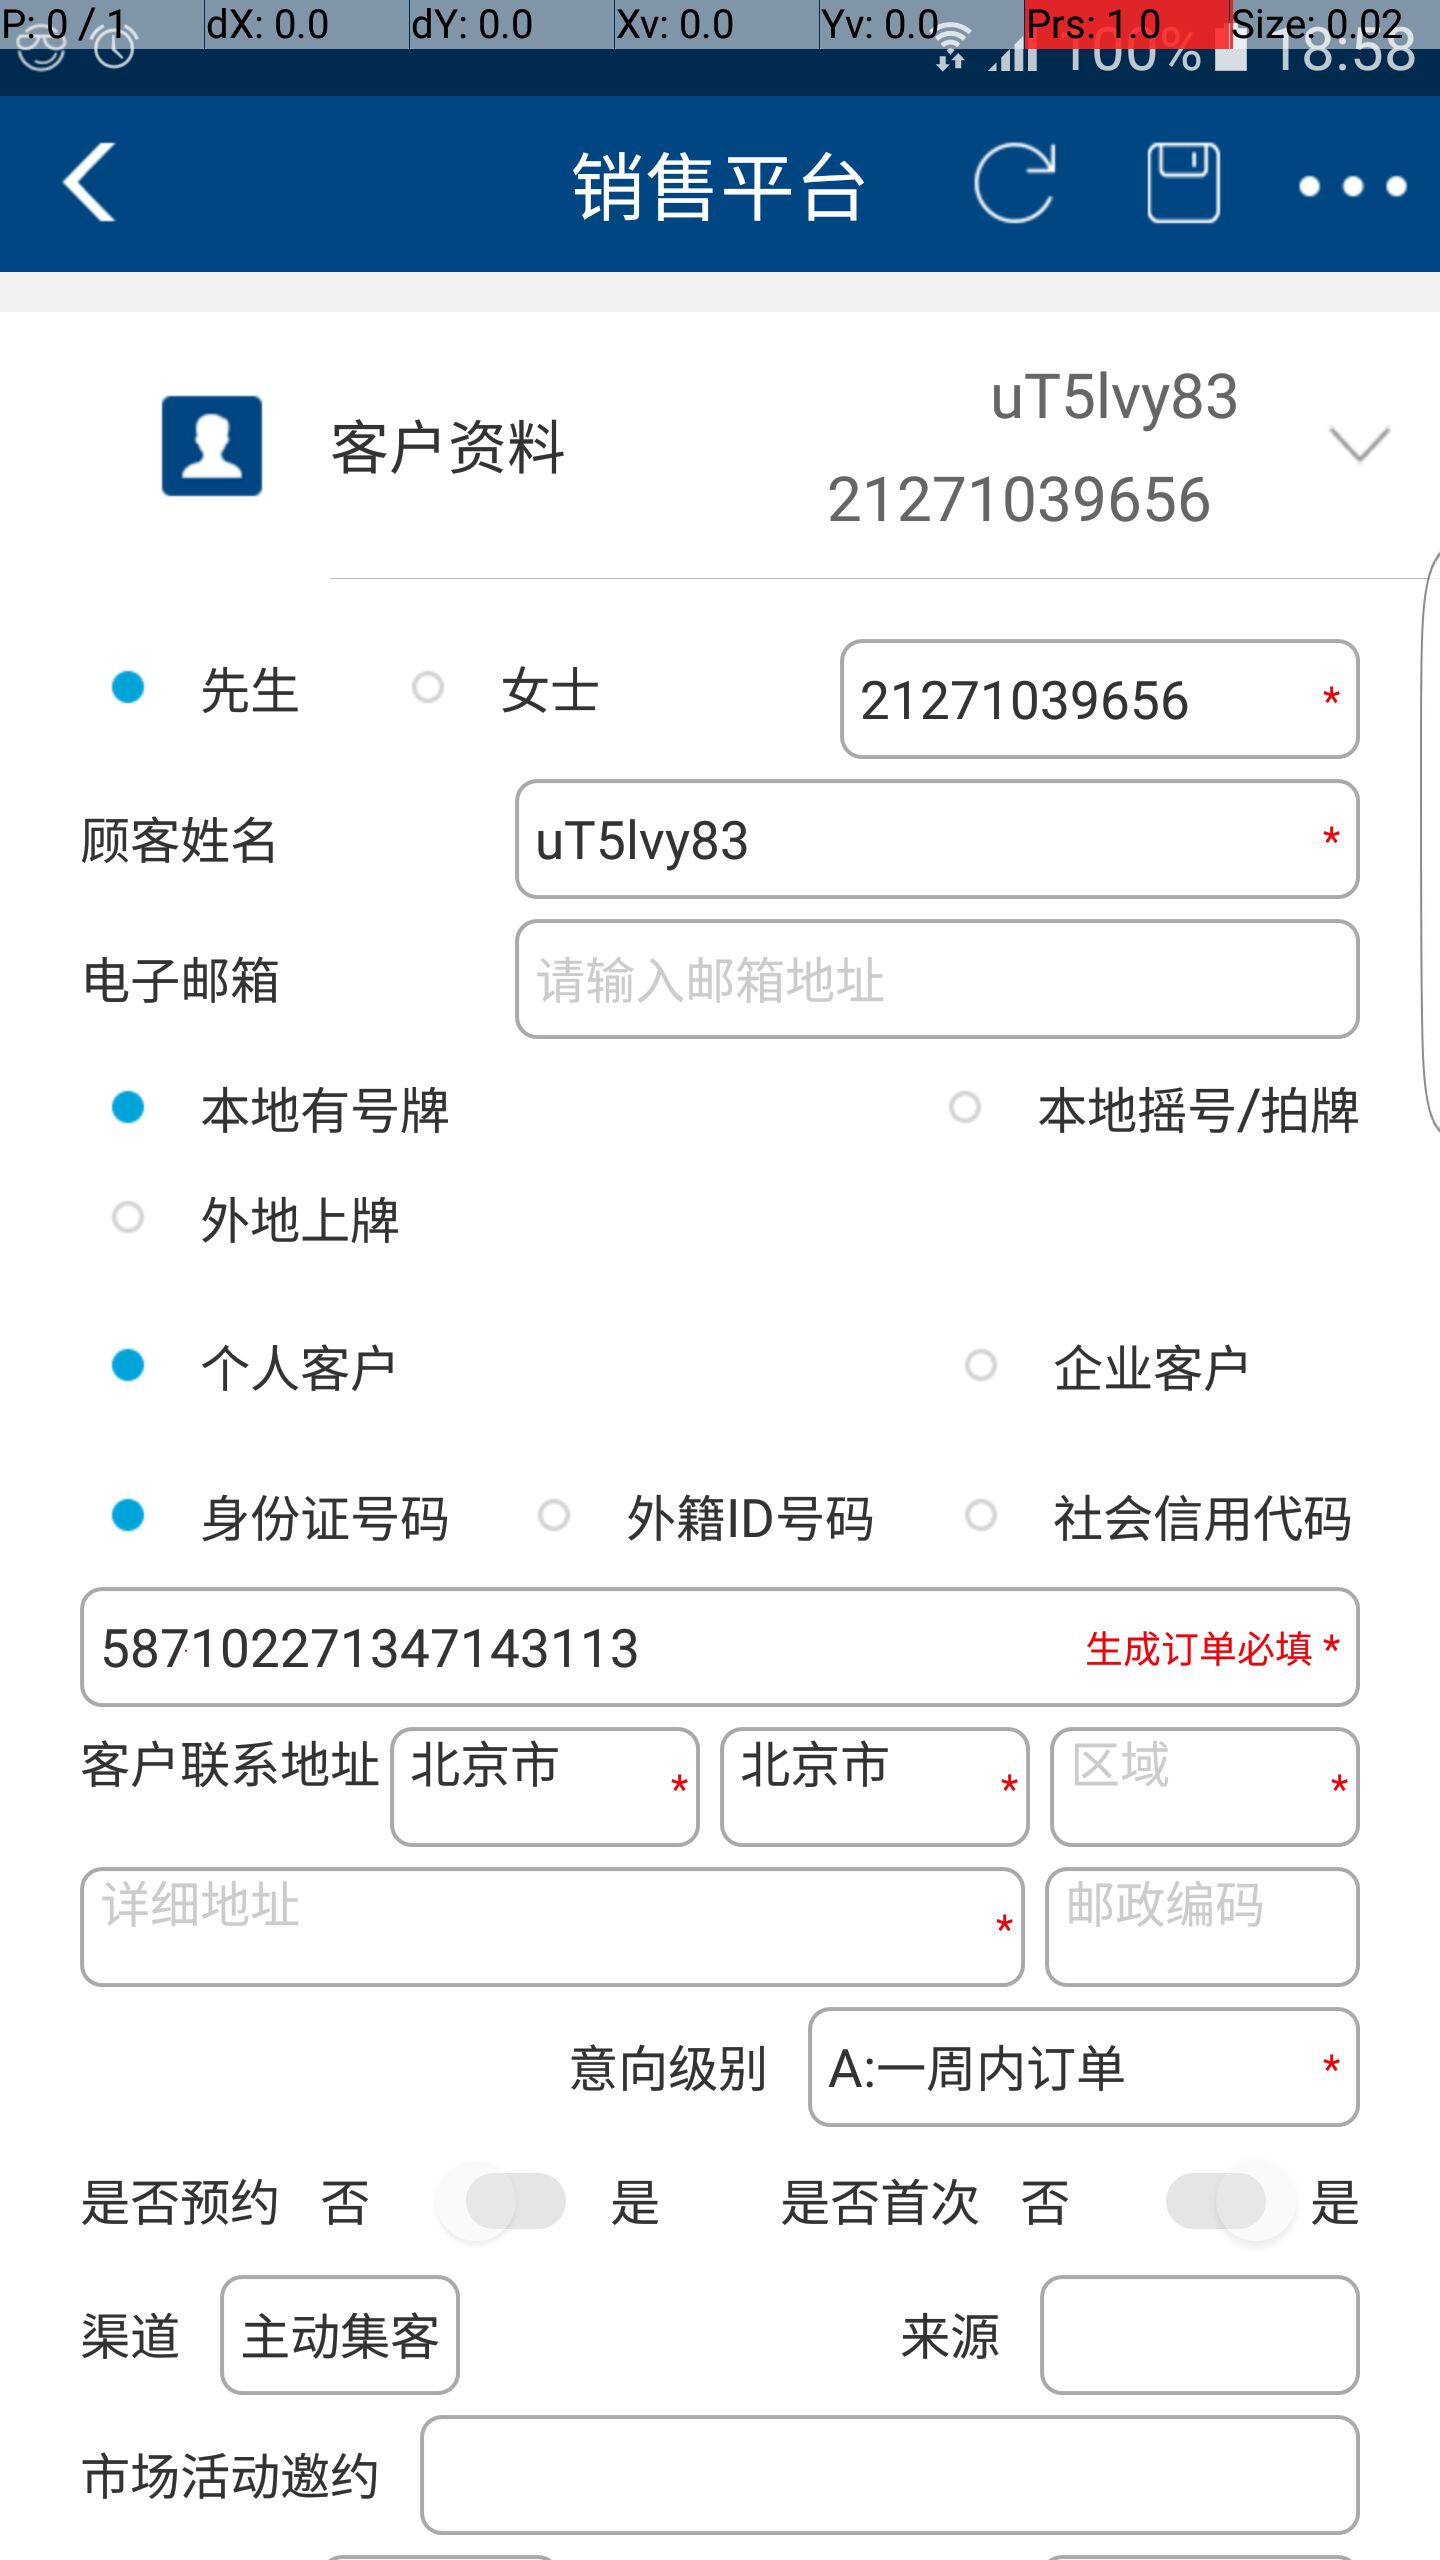 P: 0 / 1 dX: 0.0 dY: 0.0 Xv: 0.0 Yv: 0.0 Prs: 1.0 Size: 0.02
100% 18:58
销售平台
uT5lvy83
客户资料
21271039656
先生 女士 21271039656 *
顾客姓名 uT5lvy83 *
电子邮箱 请输入邮箱地址
本地有号牌 本地摇号/拍牌
外地上牌
个人客户 企业客户
身份证号码 外籍ID号码 社会信用代码
5871022713471431​13 生成订单必填 *
客户联系地址 北京市 * 北京市 * 区域 *
详细地址 * 邮政编码
意向级别 A:一周内订单 *
是否预约 否 是 是否首次 否 是
渠道 主动集客 来源
市场活动邀约